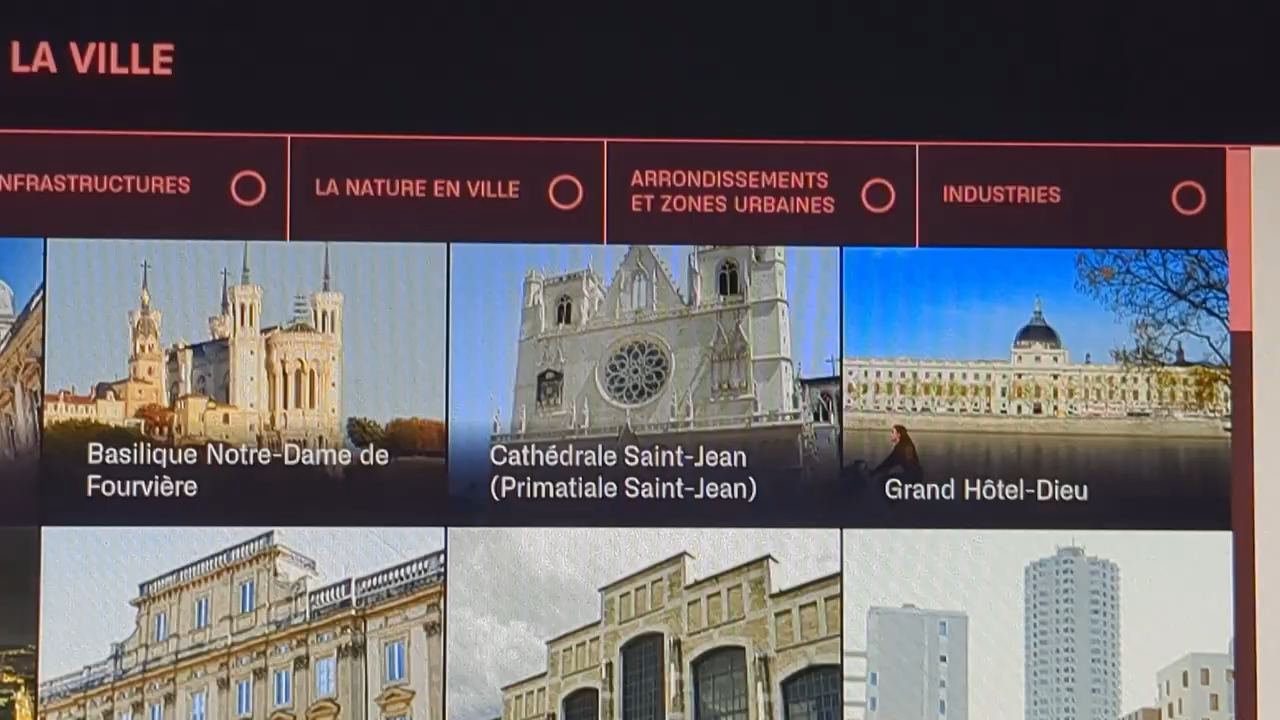 LA VILLE
NFRASTRUCTURES
LA NATURE EN VILLE
ARRONDISSEMENTS
ET ZONES URBAINES
INDUSTRIES
Basilique Notre-Dame de
Fourvière
Cathédrale Saint-Jean
(Primatiale Saint-Jean)
Grand Hôtel-Dieu